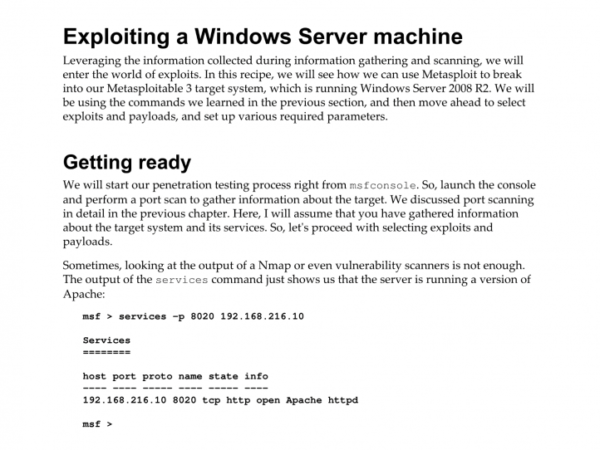 Exploiting a Windows Server machine
Leveraging the information collected during information gathering and scanning, we will
enter the world of exploits. In this recipe, we will see how we can use Metasploit to break
into our Metasploitable 3 target system, which is running Windows Server 2008 R2. We will
be using the commands we learned in the previous section, and then move ahead to select
exploits and payloads, and set up various required parameters.
Getting ready
We will start our penetration testing process right from msfconsole. So, launch the console
and perform a port scan to gather information about the target. We discussed port scanning
in detail in the previous chapter. Here, I will assume that you have gathered information
about the target system and its services. So, let's proceed with selecting exploits and
payloads.
Sometimes, looking at the output of a Nmap or even vulnerability scanners is not enough.
The output of the services command just shows us that the server is running a version of
Apache:
msf > services -p 8020 192.168.216.10
Services
========
host port proto name state info
---- ---- ----- ---- ----- ----
192.168.216.10 8020 tcp http open Apache httpd
msf >